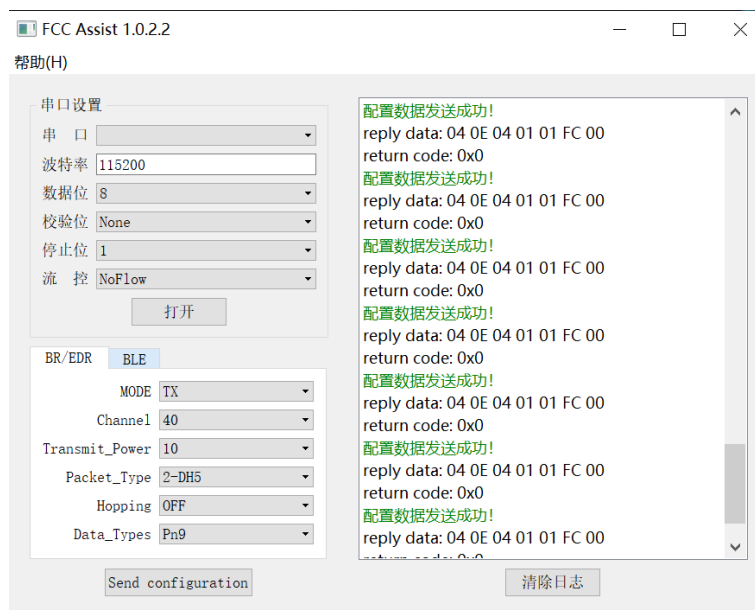 FCC Assist 1.0.2.2
帮助(H)
串口设置
串 口
波特率 115200
数据位 8
校验位 None
停止位 1
流 控 NoFlow
打开
BR/EDR BLE
MODE TX
Channel 40
Transmit_Power 10
Packet_Type 2-DH5
Hopping OFF
Data_Types Pn9
Send configuration
配置数据发送成功!
reply data: 04 0E 04 01 01 FC 00
return code: 0x0
配置数据发送成功!
reply data: 04 0E 04 01 01 FC 00
return code: 0x0
配置数据发送成功!
reply data: 04 0E 04 01 01 FC 00
return code: 0x0
配置数据发送成功!
reply data: 04 0E 04 01 01 FC 00
return code: 0x0
配置数据发送成功!
reply data: 04 0E 04 01 01 FC 00
return code: 0x0
配置数据发送成功!
reply data: 04 0E 04 01 01 FC 00
return code: 0x0
配置数据发送成功!
reply data: 04 0E 04 01 01 FC 00
清除日志